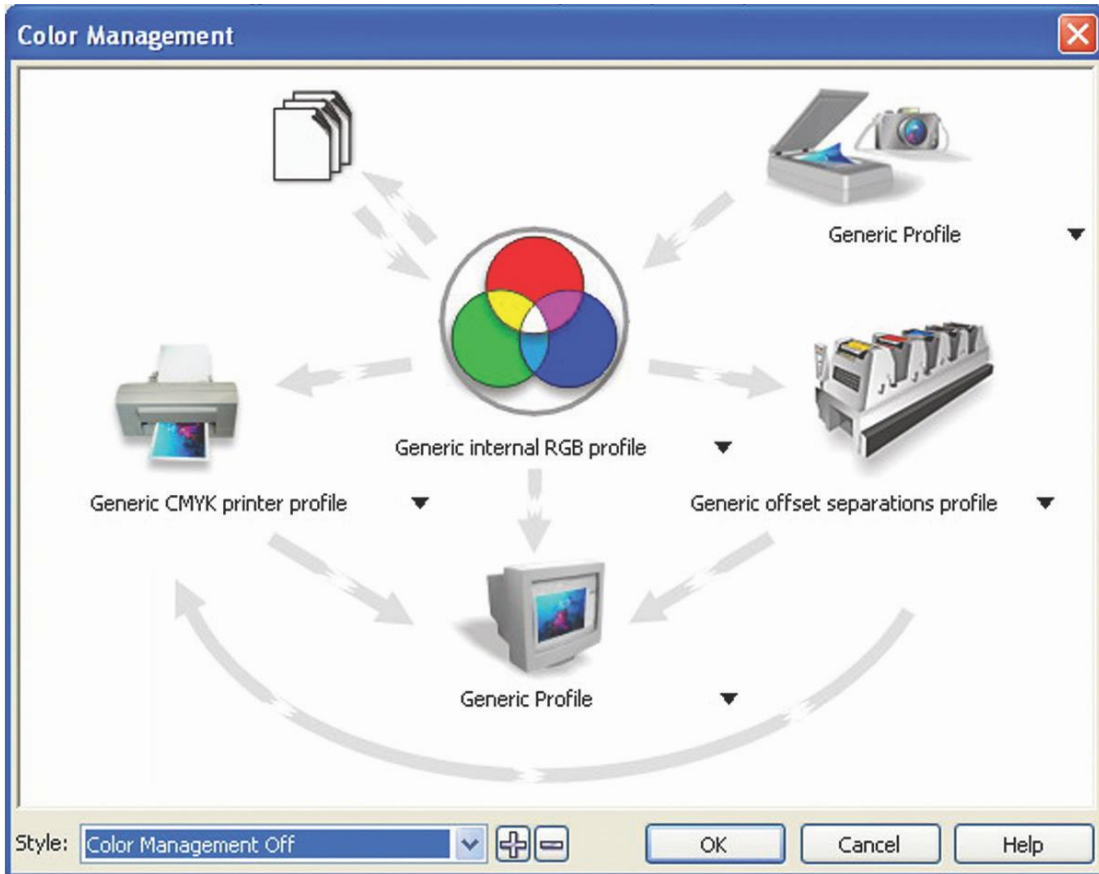 Color Management
Generic Profile
Generic internal RGB profile
Generic CMYK printer profile
Generic offset separations profile
Generic Profile
Style: Color Management Off
OK
Cancel
Help